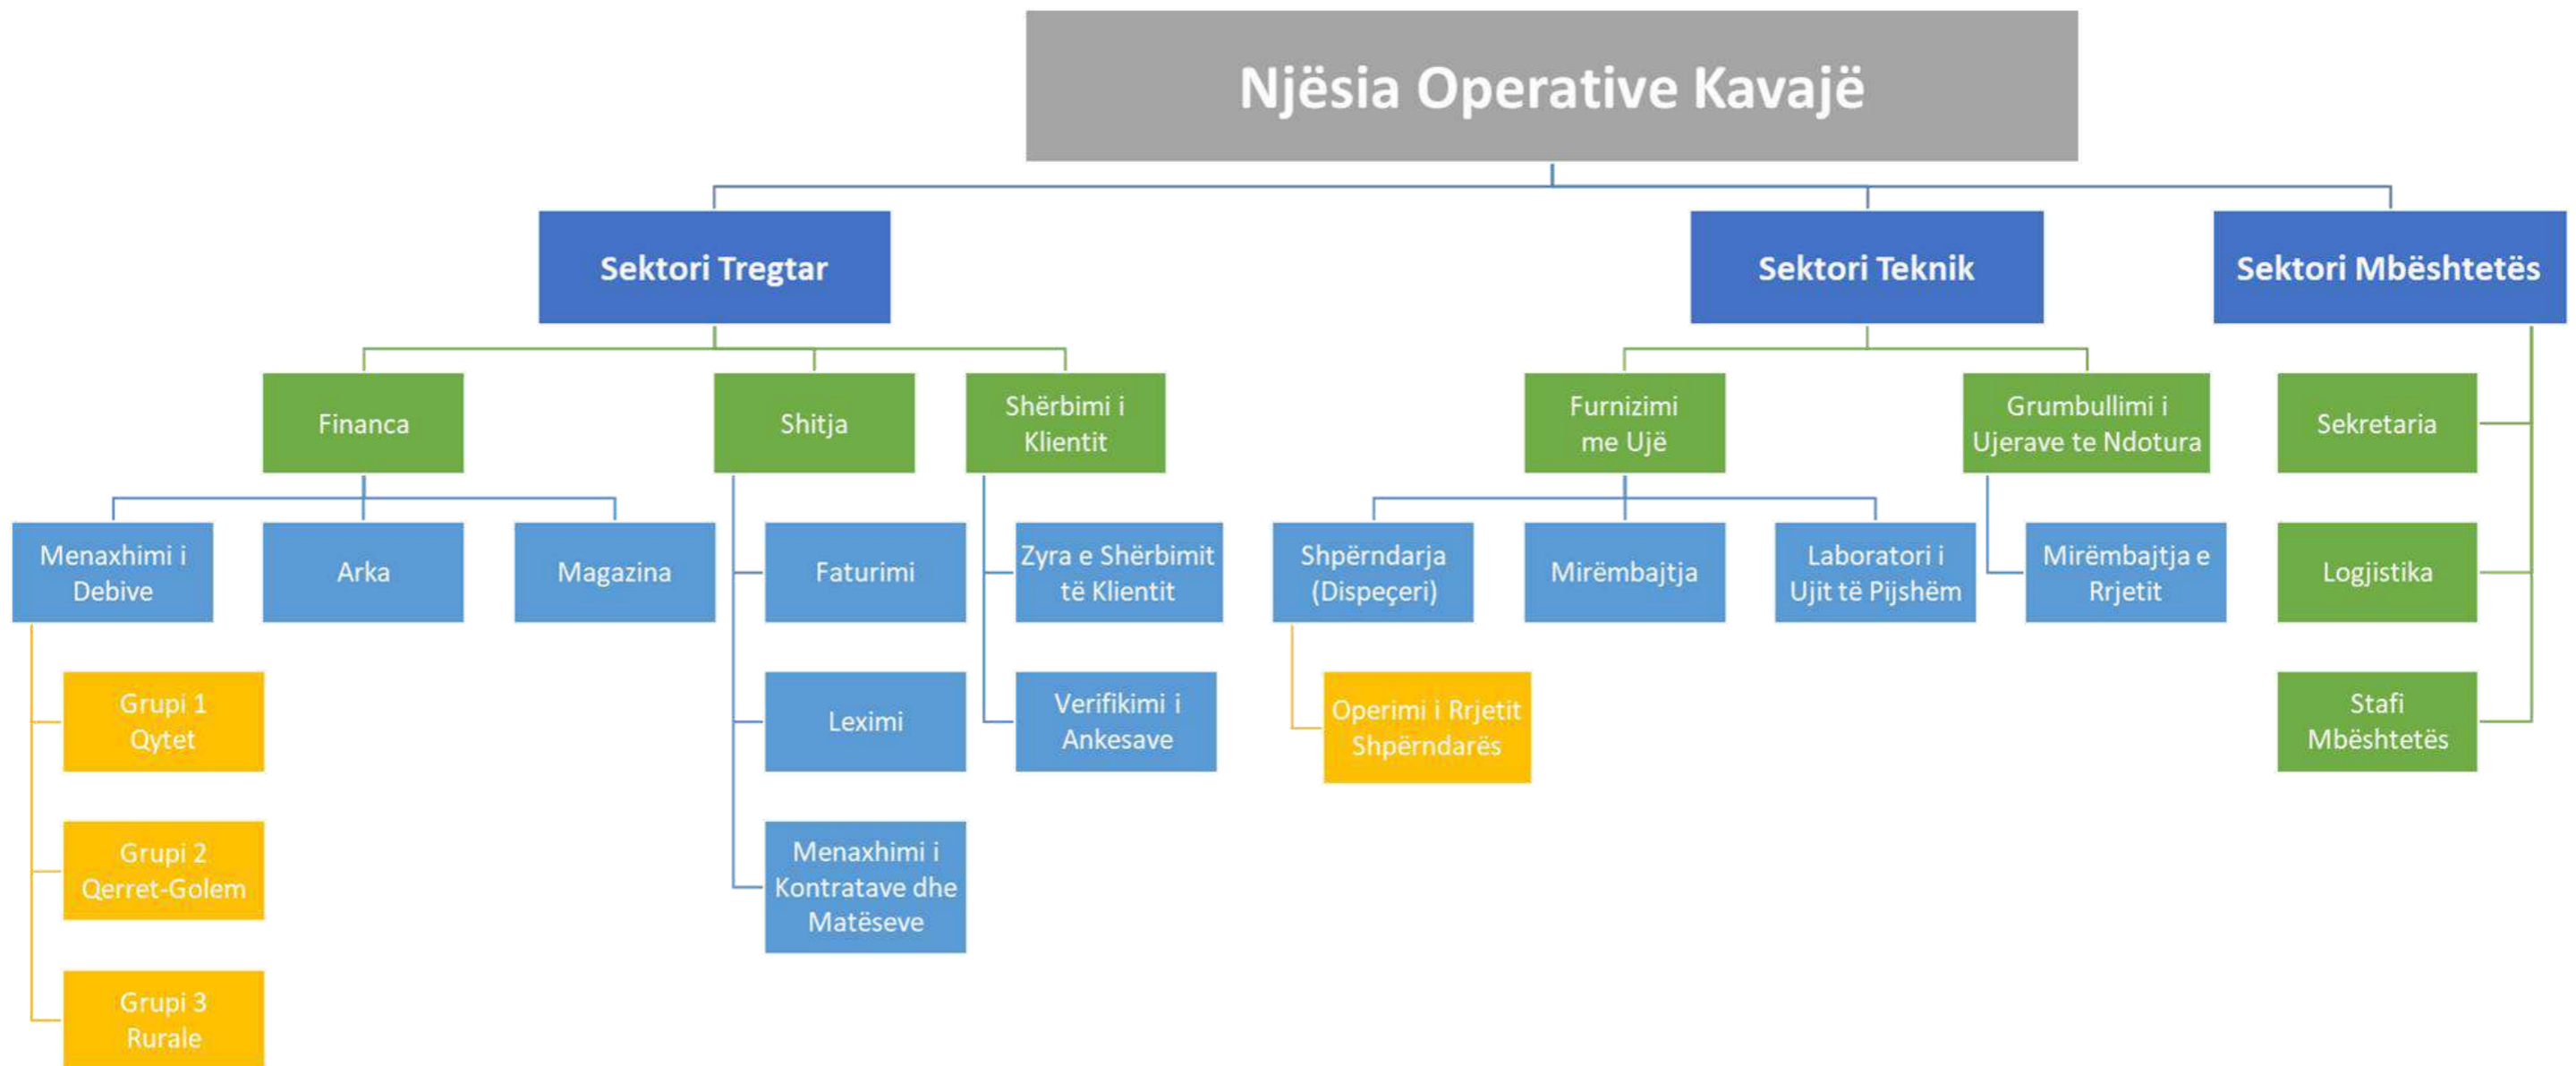 Njësia Operative Kavajë
Sektori Tregtar
Sektori Teknik
Sektori Mbështetës
Financa
Shitja
Shërbimi i
Klientit
Furnizimi
me Ujë
Grumbullimi i
Ujerave te Ndotura
Sekretaria
Menaxhimi i
Debive
Arka
Magazina
Faturimi
Zyra e Shërbimit
të Klientit
Shpërndarja
(Dispeçeri)
Mirëmbajtja
Laboratori i
Ujit të Pijshëm
Mirëmbajtja e
Rrjetit
Logjistika
Grupi 1
Qytet
Leximi
Verifikimi i
Ankesave
Operimi i Rrjetit
Shpërndarës
Stafi
Mbështetës
Grupi 2
Qerret-Golem
Menaxhimi i
Kontratave dhe
Matëseve
Grupi 3
Rurale